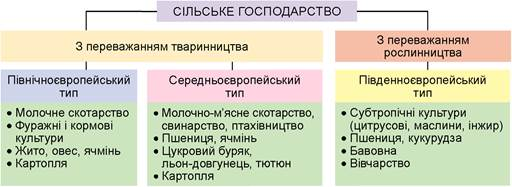 СІЛЬСЬКЕ ГОСПОДАРСТВО
З переважанням тваринництва
З переважанням
рослинництва
Північноєвропейський
тип
• Молочне скотарство
• Фуражні і кормові
культури
• Жито, овес, ячмінь
• Картопля
Середньоєвропейський
тип
• Молочно-м’ясне скотарство,
свинарство, птахівництво
• Пшениця, ячмінь
• Цукровий буряк,
льон-довгунець, тютюн
• Картопля
Південноєвропейський
тип
• Субтропічні культури
(цитрусові, маслини, інжир)
• Пшениця, кукурудза
• Бавовна
• Вівчарство